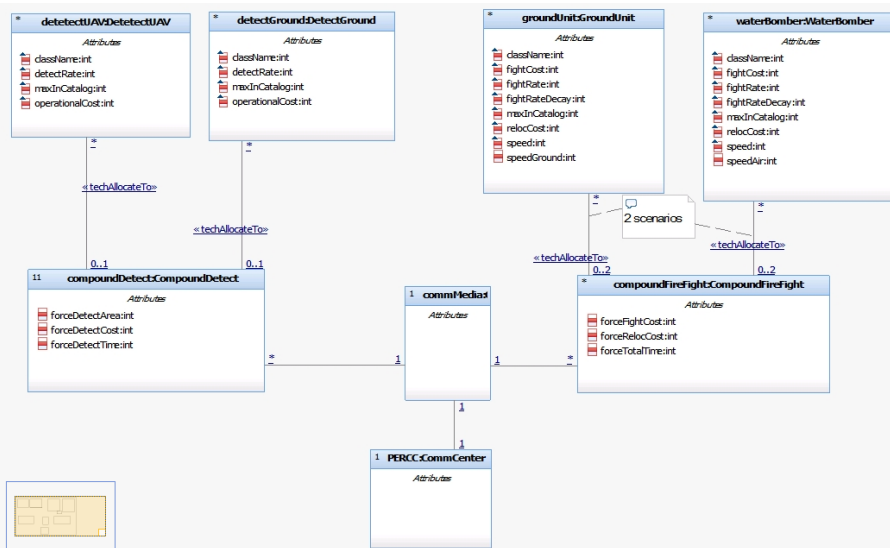 * detetectUAV:DetetectUAV
Attributes
className:int
detectRate:int
maxInCatalog:int
operationalCost:int
* detectGround:DetectGround
Attributes
className:int
detectRate:int
maxInCatalog:int
operationalCost:int
* groundUnit:GroundUnit
Attributes
className:int
fightCost:int
fightRate:int
fightRateDecay:int
maxInCatalog:int
relocCost:int
speed:int
speedGround:int
* waterBomber:WaterBomber
Attributes
className:int
fightCost:int
fightRate:int
fightRateDecay:int
maxInCatalog:int
relocCost:int
speed:int
speedAir:int
* * * *
«techAllocateTo»
«techAllocateTo»
2 scenarios
«techAllocateTo»
«techAllocateTo»
0..1 0..1 0..2 0..2
11 compoundDetect:CompoundDetect
Attributes
forceDetectArea:int
forceDetectCost:int
forceDetectTime:int
1 commMedia:
Attributes
* compoundFireFight:CompoundFireFight
Attributes
forceFightCost:int
forceRelocCost:int
forceTotalTime:int
* 1 1 *
1
1
1 PERCC:CommCenter
Attributes